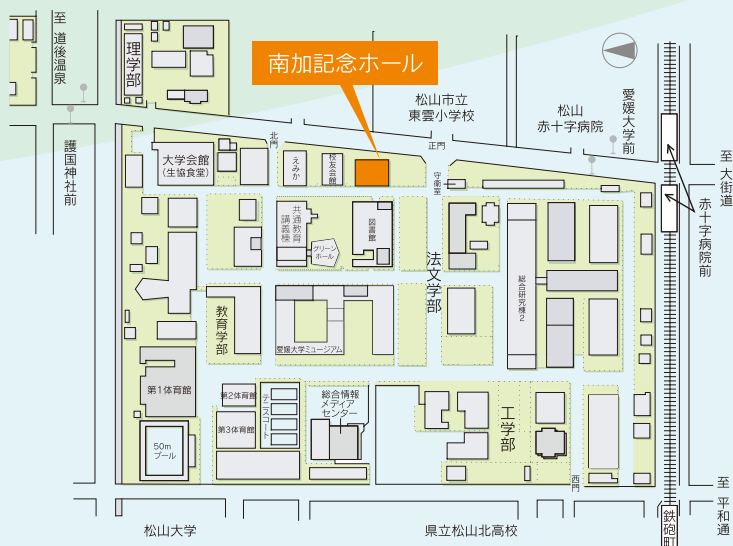 至 道後温泉
理学部
南加記念ホール
松山市立
東雲小学校
松山
赤十字病院
愛媛大学前
至 大街道
赤十字病院前
護国神社前
北門
正門
大学会館
(生協食堂)
えみか
校友会館
守衛室
共通教育
講義棟
グリーン
ホール
図書館
法文学部
総合研究棟2
教育学部
愛媛大学ミュージアム
第1体育館
第2体育館
第3体育館
テニスコート
総合情報
メディア
センター
工学部
50m
プール
西門
至 平和通
鉄砲町
松山大学
県立松山北高校